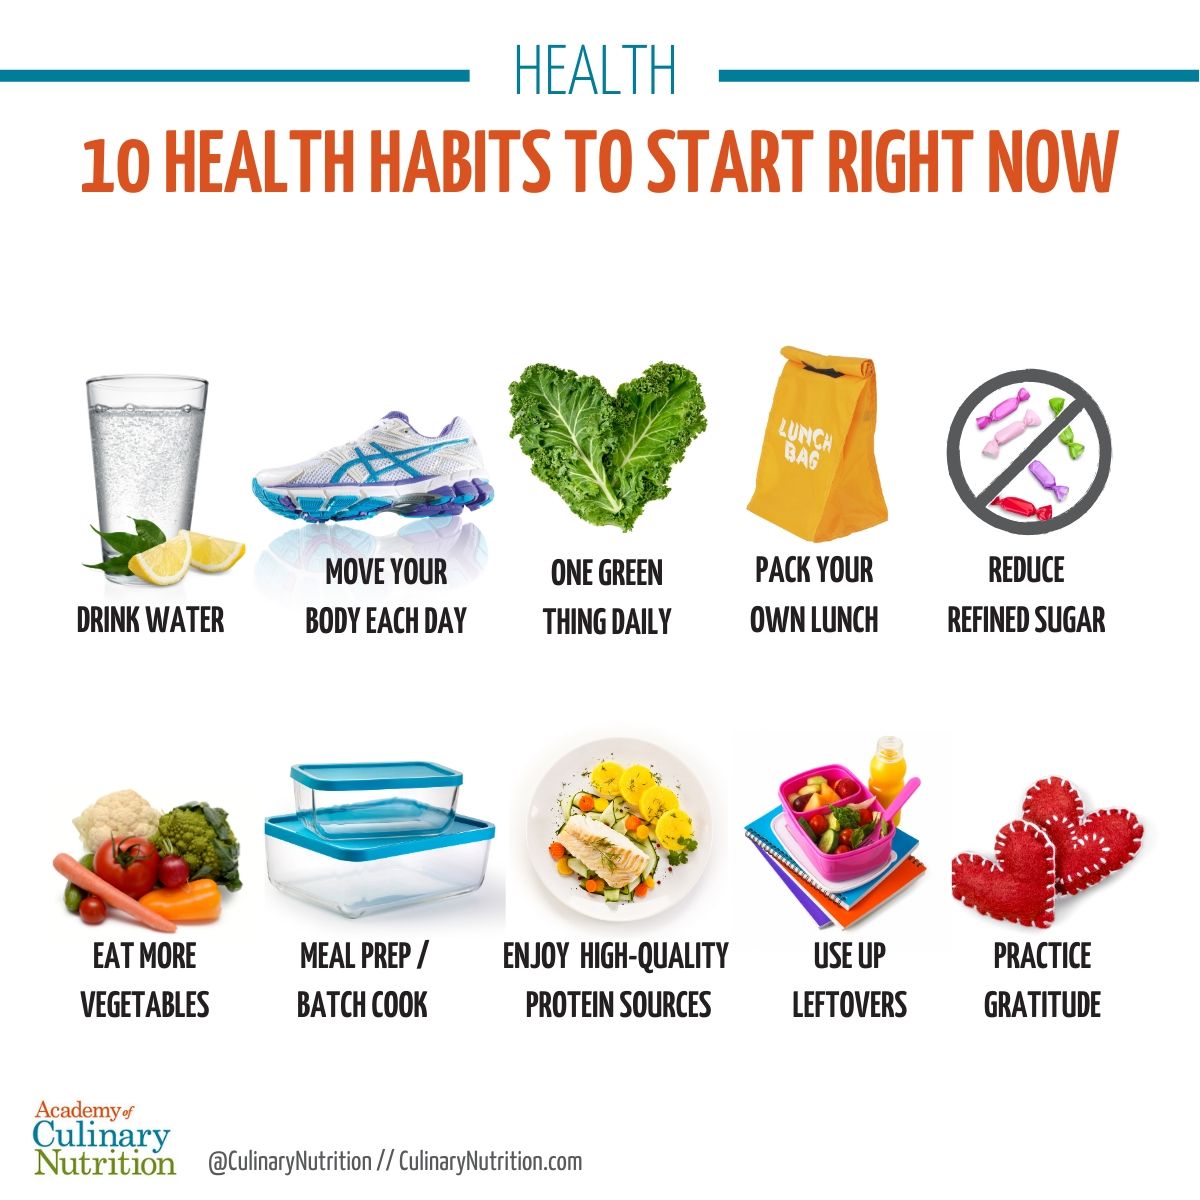 HEALTH
10 HEALTH HABITS TO START RIGHT NOW
LUNCH
BAG
DRINK WATER
MOVE YOUR
BODY EACH DAY
ONE GREEN
THING DAILY
PACK YOUR
OWN LUNCH
REDUCE
REFINED SUGAR
EAT MORE
VEGETABLES
MEAL PREP /
BATCH COOK
ENJOY HIGH-QUALITY
PROTEIN SOURCES
USE UP
LEFTOVERS
PRACTICE
GRATITUDE
Academy of
Culinary
Nutrition
@CulinaryNutrition // CulinaryNutrition.com